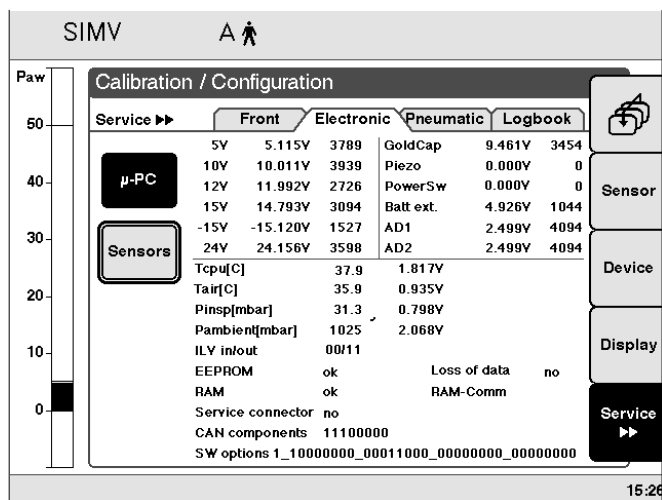 SIMV A
Paw
Calibration / Configuration
Service ▶▶ Front Electronic Pneumatic Logbook
50
40
30
20
10
0
µ-PC
Sensors
5V 5.115V 3789 GoldCap 9.461V 3454
10V 10.011V 3939 Piezo 0.000V 0
12V 11.992V 2726 PowerSw 0.000V 0
15V 14.793V 3094 Batt ext. 4.926V 1044
-15V -15.120V 1527 AD1 2.499V 4094
24V 24.156V 3598 AD2 2.499V 4094
Tcpu[C] 37.9 1.817V
Tair[C] 35.9 0.935V
Pinsp[mbar] 31.3 0.798V
Pambient[mbar] 1025 2.068V
ILV in/out 00/11
EEPROM ok Loss of data no
RAM ok RAM-Comm
Service connector no
CAN components 11100000
SW options 1_10000000_00011000_00000000_00000000
Sensor
Device
Display
Service
▶▶
15:26